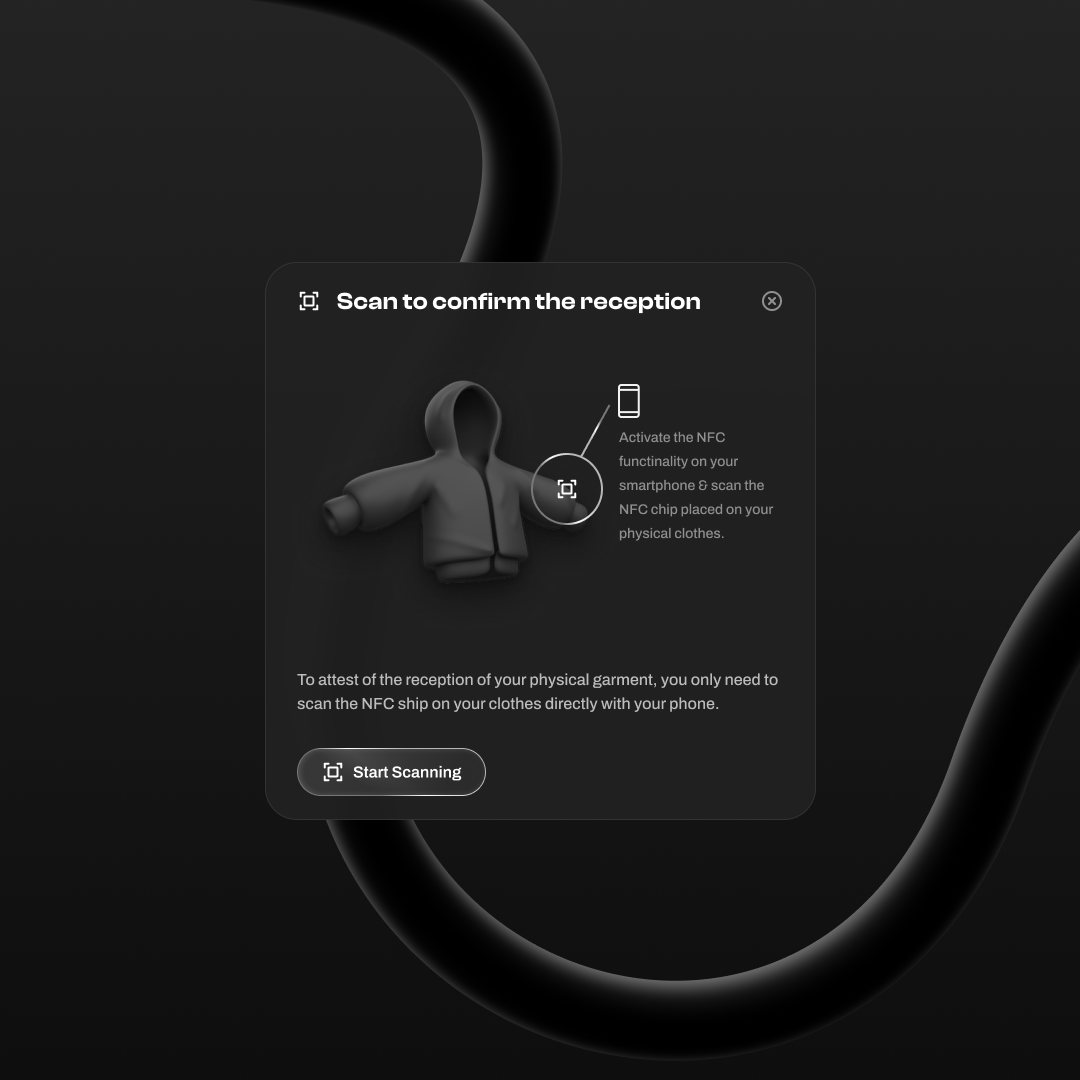 Scan to confirm the reception
Activate the NFC
functinality on your
smartphone & scan the
NFC chip placed on your
physical clothes.
To attest of the reception of your physical garment, you only need to
scan the NFC ship on your clothes directly with your phone.
Start Scanning